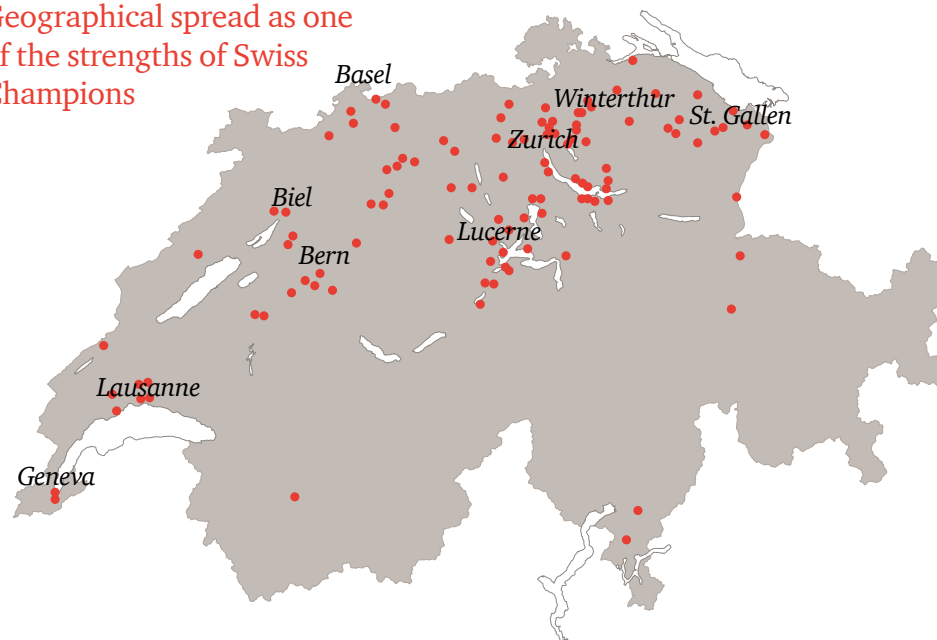 Geographical spread as one
of the strengths of Swiss
Champions
Basel
Winterthur
St. Gallen
Zurich
Biel
Lucerne
Bern
Lausanne
Geneva